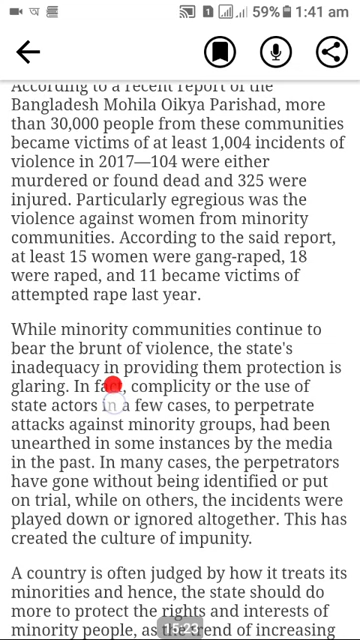 অ 1 59% 1:41 am
According to a recent report of the
Bangladesh Mohila Oikya Parishad, more
than 30,000 people from these communities
became victims of at least 1,004 incidents of
violence in 2017—104 were either
murdered or found dead and 325 were
injured. Particularly egregious was the
violence against women from minority
communities. According to the said report,
at least 15 women were gang-raped, 18
were raped, and 11 became victims of
attempted rape last year.
While minority communities continue to
bear the brunt of violence, the state's
inadequacy in providing them protection is
glaring. In fact, complicity or the use of
state actors in a few cases, to perpetrate
attacks against minority groups, had been
unearthed in some instances by the media
in the past. In many cases, the perpetrators
have gone without being identified or put
on trial, while on others, the incidents were
played down or ignored altogether. This has
created the culture of impunity.
A country is often judged by how it treats its
minorities and hence, the state should do
more to protect the rights and interests of
minority people, as the trend of increasing
15:23